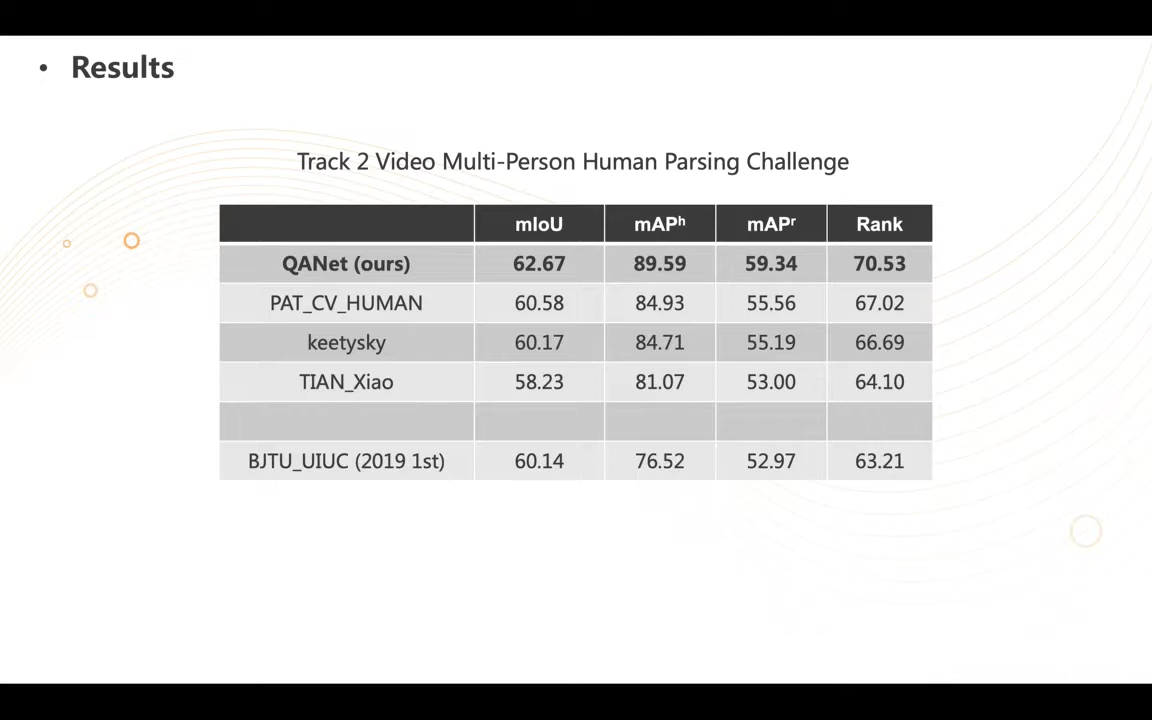 • Results
Track 2 Video Multi-Person Human Parsing Challenge
mIoU mAPʰ mAPʳ Rank
QANet (ours) 62.67 89.59 59.34 70.53
PAT_CV_HUMAN 60.58 84.93 55.56 67.02
keetysky 60.17 84.71 55.19 66.69
TIAN_Xiao 58.23 81.07 53.00 64.10
BJTU_UIUC (2019 1st) 60.14 76.52 52.97 63.21